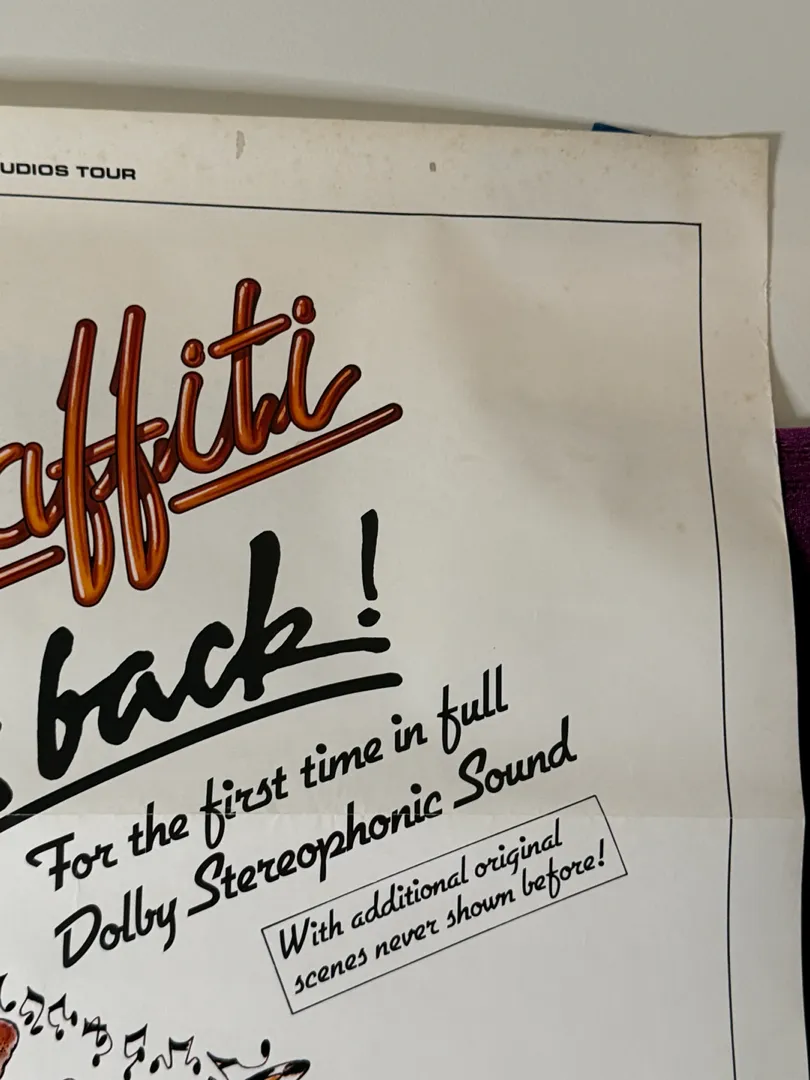 UDIOS TOUR
affiti
back!
For the first time in full
Dolby Stereophonic Sound
With additional original
scenes never shown before!